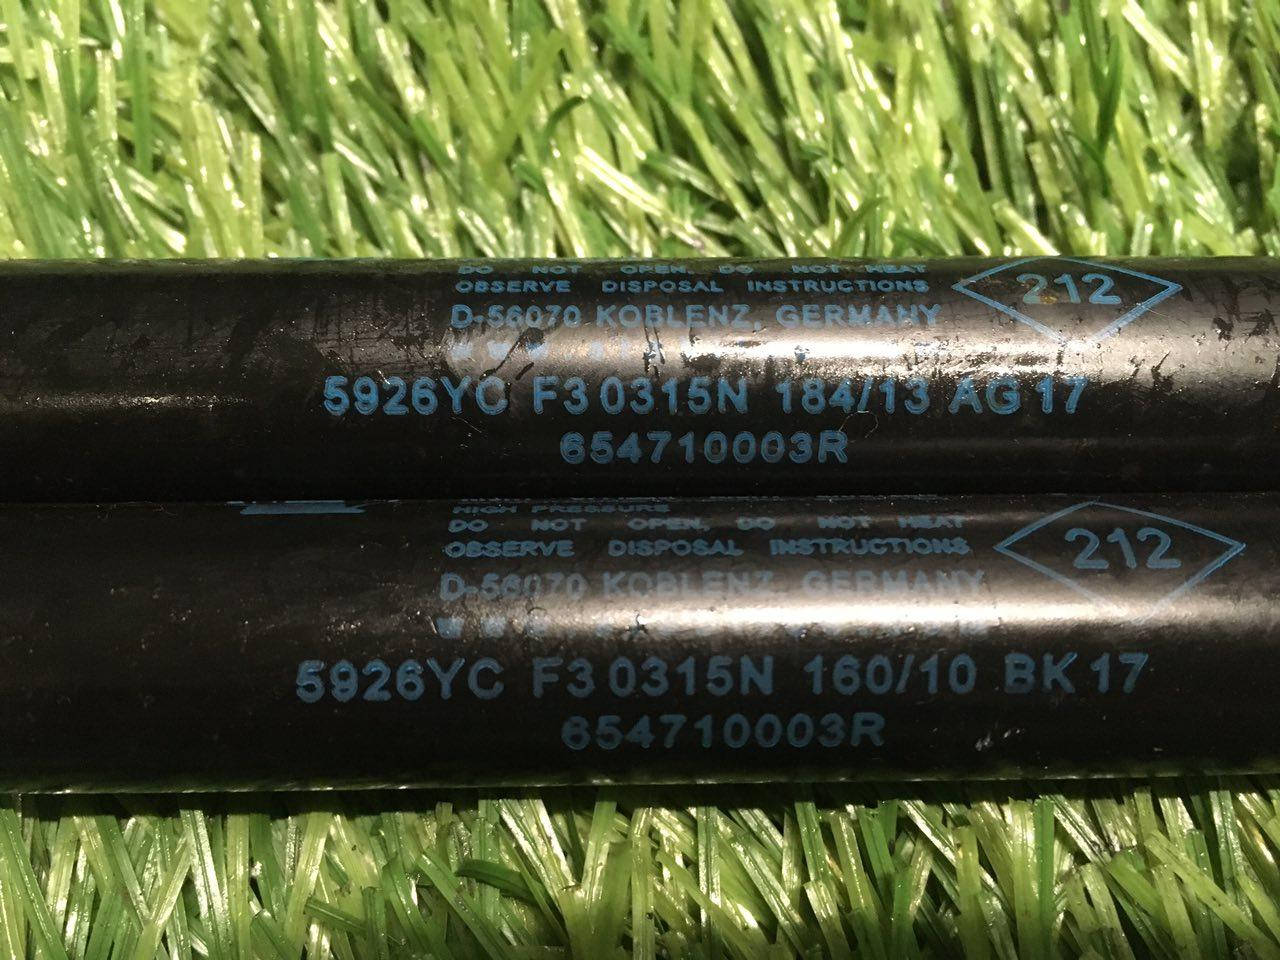 DO NOT OPEN, DO NOT HEAT
OBSERVE DISPOSAL INSTRUCTIONS
212
D-56070 KOBLENZ, GERMANY
5926YC F3 0315N 184/13 AG 17
654710003R
HIGH PRESSURE
DO NOT OPEN, DO NOT HEAT
OBSERVE DISPOSAL INSTRUCTIONS
212
D-56070 KOBLENZ, GERMANY
5926YC F3 0315N 160/10 BK 17
654710003R